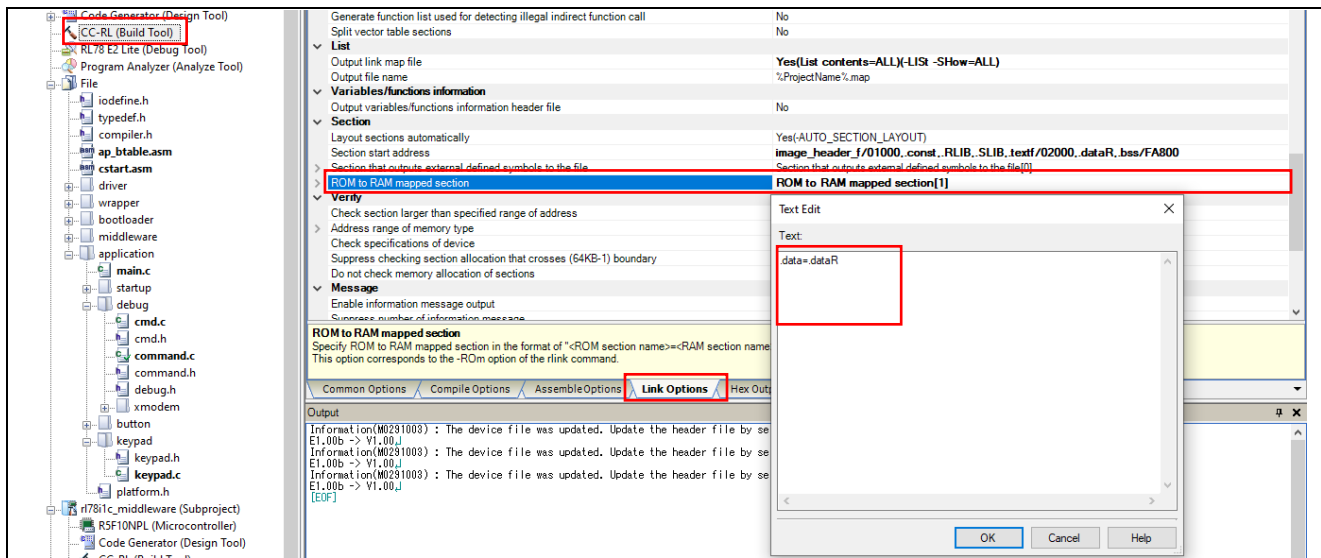 Code Generator (Design Tool)
CC-RL (Build Tool)
RL78 E2 Lite (Debug Tool)
Program Analyzer (Analyze Tool)
File
iodefine.h
typedef.h
compiler.h
ap_btable.asm
cstart.asm
driver
wrapper
bootloader
middleware
application
main.c
startup
debug
cmd.c
cmd.h
command.c
command.h
debug.h
xmodem
button
keypad
keypad.h
keypad.c
platform.h
rl78i1c_middleware (Subproject)
R5F10NPL (Microcontroller)
Code Generator (Design Tool)
CC-RL (Build Tool)
Generate function list used for detecting illegal indirect function call No
Split vector table sections No
List
Output link map file Yes(List contents=ALL)(-LISt -SHow=ALL)
Output file name %ProjectName%.map
Variables/functions information
Output variables/functions information header file No
Section
Layout sections automatically Yes(-AUTO_SECTION_LAYOUT)
Section start address image_header_f/01000,.const,.RLIB,.SLIB,.textf/02000,.dataR,.bss/FA800
Section that outputs external defined symbols to the file Section that outputs external defined symbols to the file[0]
ROM to RAM mapped section ROM to RAM mapped section[1]
Verify
Check section larger than specified range of address
Address range of memory type
Check specifications of device
Suppress checking section allocation that crosses (64KB-1) boundary
Do not check memory allocation of sections
Message
Enable information message output
Suppress number of information message
ROM to RAM mapped section
Specify ROM to RAM mapped section in the format of "<ROM section name>=<RAM section name
This option corresponds to the -ROm option of the rlink command.
Common Options Compile Options Assemble Options Link Options Hex Out
Output
Information(M0291003) : The device file was updated. Update the header file by se
E1.00b -> V1.00,
Information(M0291003) : The device file was updated. Update the header file by se
E1.00b -> V1.00,
Information(M0291003) : The device file was updated. Update the header file by se
E1.00b -> V1.00,
[EOF]
Text Edit
Text:
.data=.dataR
OK Cancel Help